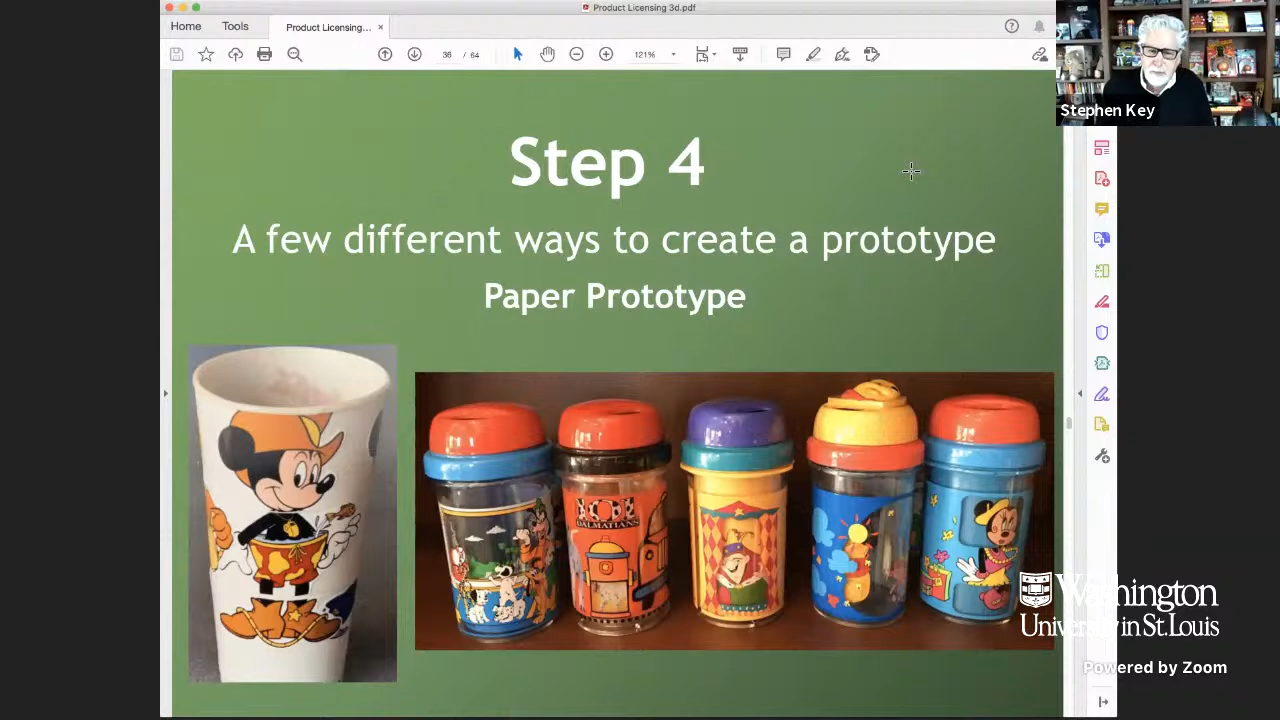 Product Licensing 3d.pdf
Home
Tools
Product Licensing... ×
36 / 64
121%
Stephen Key
Step 4
A few different ways to create a prototype
Paper Prototype
101
DALMATIANS
Washington
University in St. Louis
Powered by Zoom